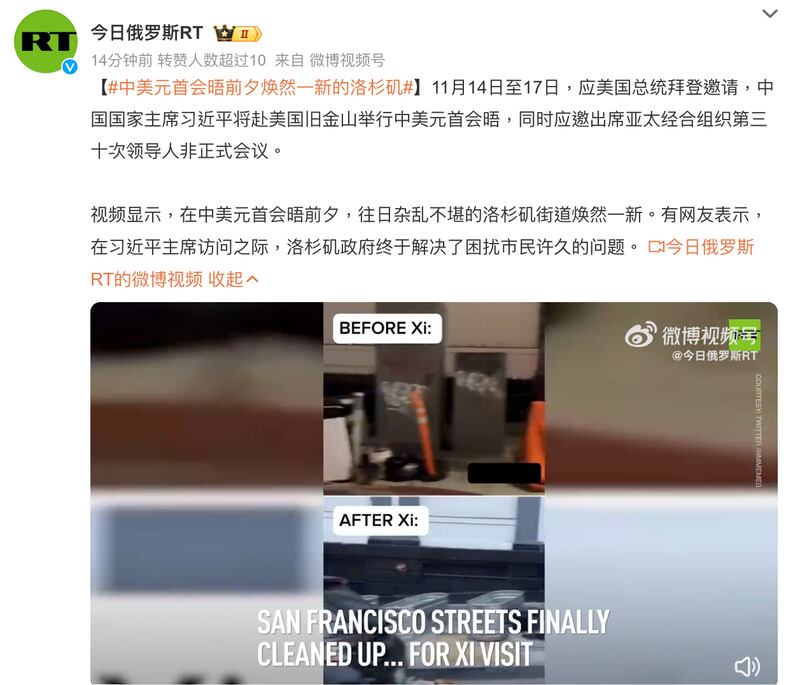 RT
今日俄罗斯RT II
14分钟前 转赞人数超过10 来自 微博视频号
【#中美元首会晤前夕焕然一新的洛杉矶#】11月14日至17日，应美国总统拜登邀请，中
国国家主席习近平将赴美国旧金山举行中美元首会晤，同时应邀出席亚太经合组织第三
十次领导人非正式会议。
视频显示，在中美元首会晤前夕，往日杂乱不堪的洛杉矶街道焕然一新。有网友表示，
在习近平主席访问之际，洛杉矶政府终于解决了困扰市民许久的问题。 今日俄罗斯
RT的微博视频 收起
BEFORE Xi:
微博视频号
@今日俄罗斯RT
COURTESY: TWITTER @IMMEME0
AFTER Xi:
SAN FRANCISCO STREETS FINALLY
CLEANED UP... FOR XI VISIT